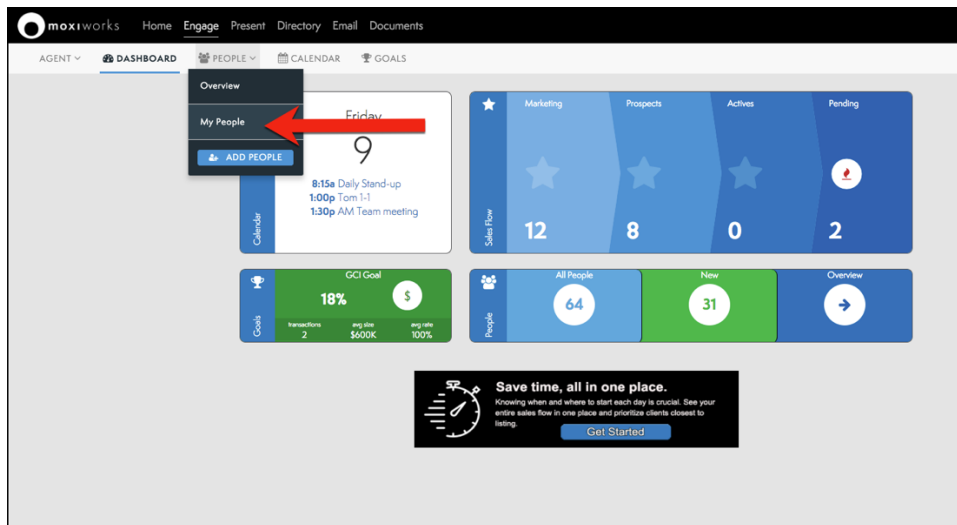 moxiworks Home Engage Present Directory Email Documents
AGENT DASHBOARD PEOPLE CALENDAR GOALS
Overview
My People
ADD PEOPLE
Calendar
Friday
9
8:15a Daily Stand-up
1:00p Tom 1-1
1:30p AM Team meeting
Sales Flow
Marketing Prospects Actives Pending
12 8 0 2
Goals
GCI Goal
18% $
transactions avg size avg rate
2 $600K 100%
People
All People New Overview
64 31
Save time, all in one place.
Knowing when and where to start each day is crucial. See your
entire sales flow in one place and prioritize clients closest to
listing.
Get Started